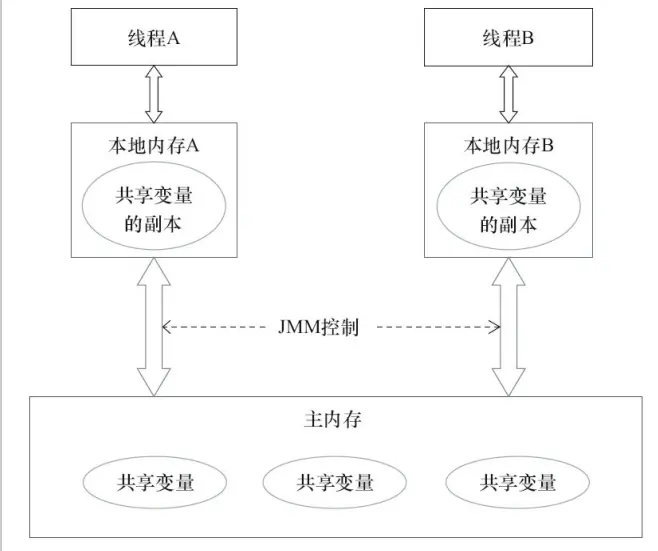 线程A
线程B
本地内存A
本地内存B
共享变量
的副本
共享变量
的副本
JMM控制
主内存
共享变量
共享变量
共享变量